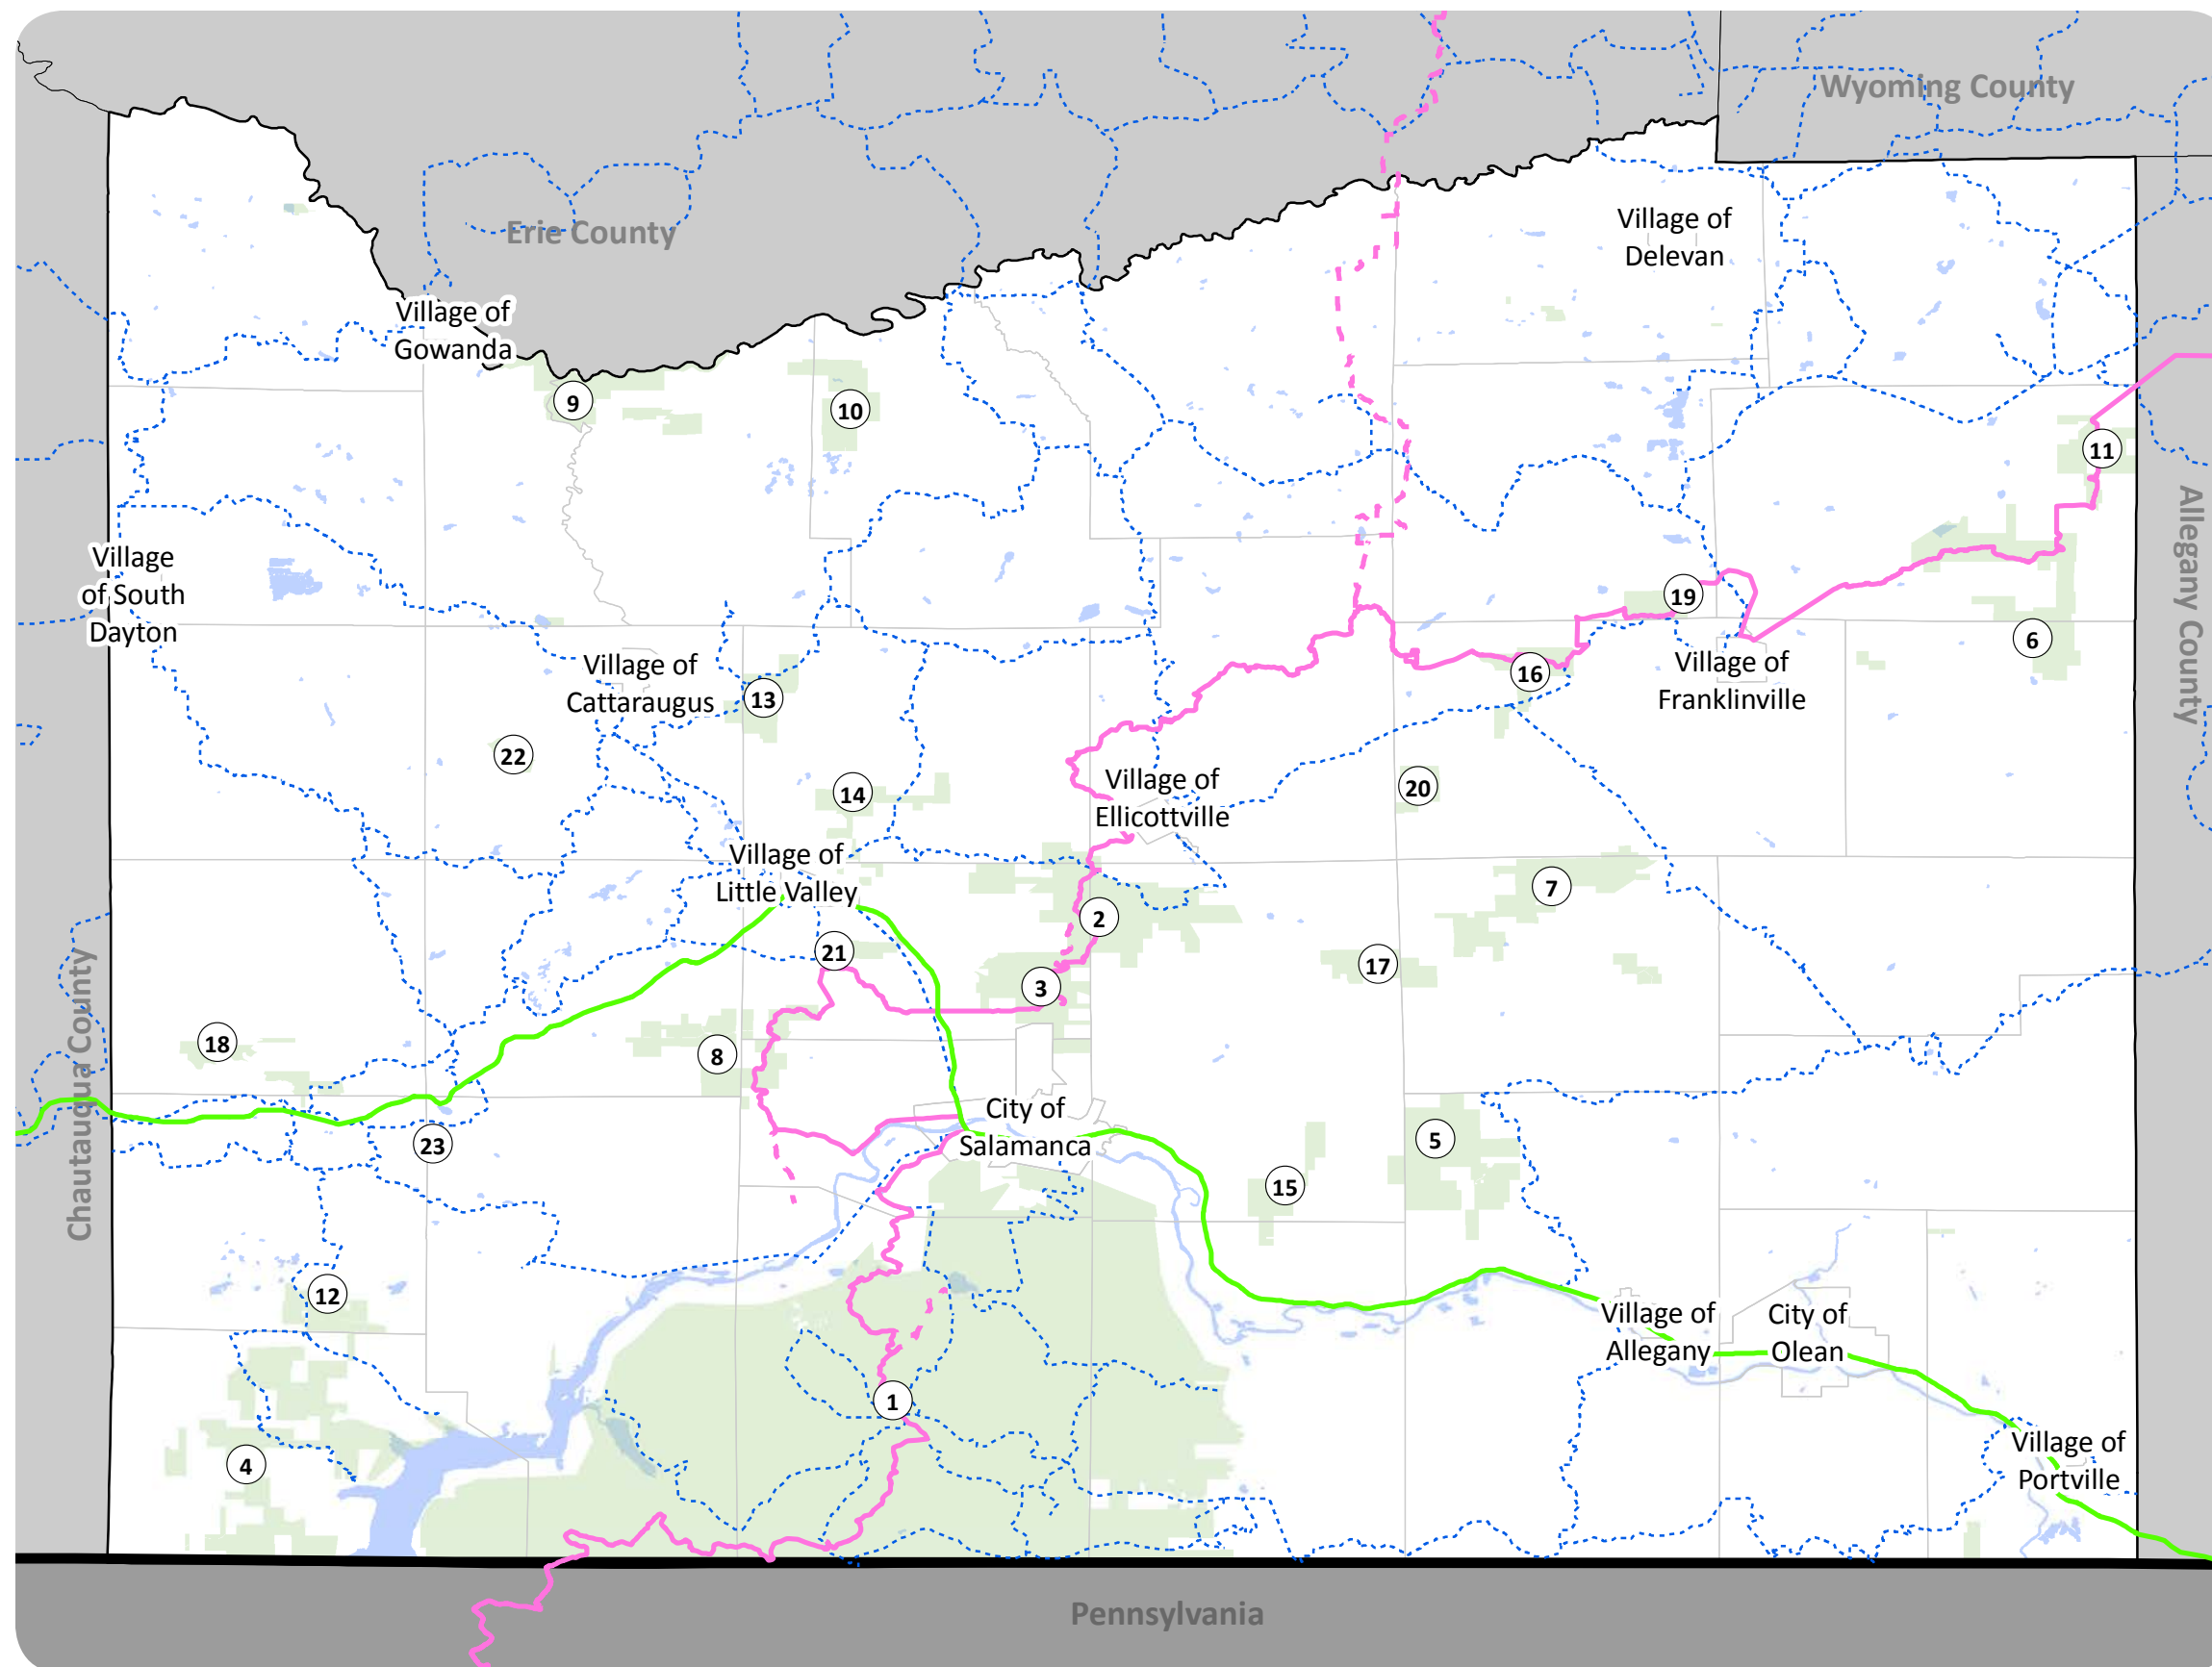 Wyoming County
Village of
Delevan
Erie County
Village of
Gowanda
9
10
11
Allegany County
Village
of South
Dayton
19
6
Village of
Cattaraugus
13
16
Village of
Franklinville
22
14
Village of
Ellicottville
20
Village of
Little Valley
7
2
21
17
3
Chautauqua County
18
8
City of
Salamanca
23
5
15
12
Village of
Allegany
City of
Olean
1
4
Village of
Portville
Pennsylvania